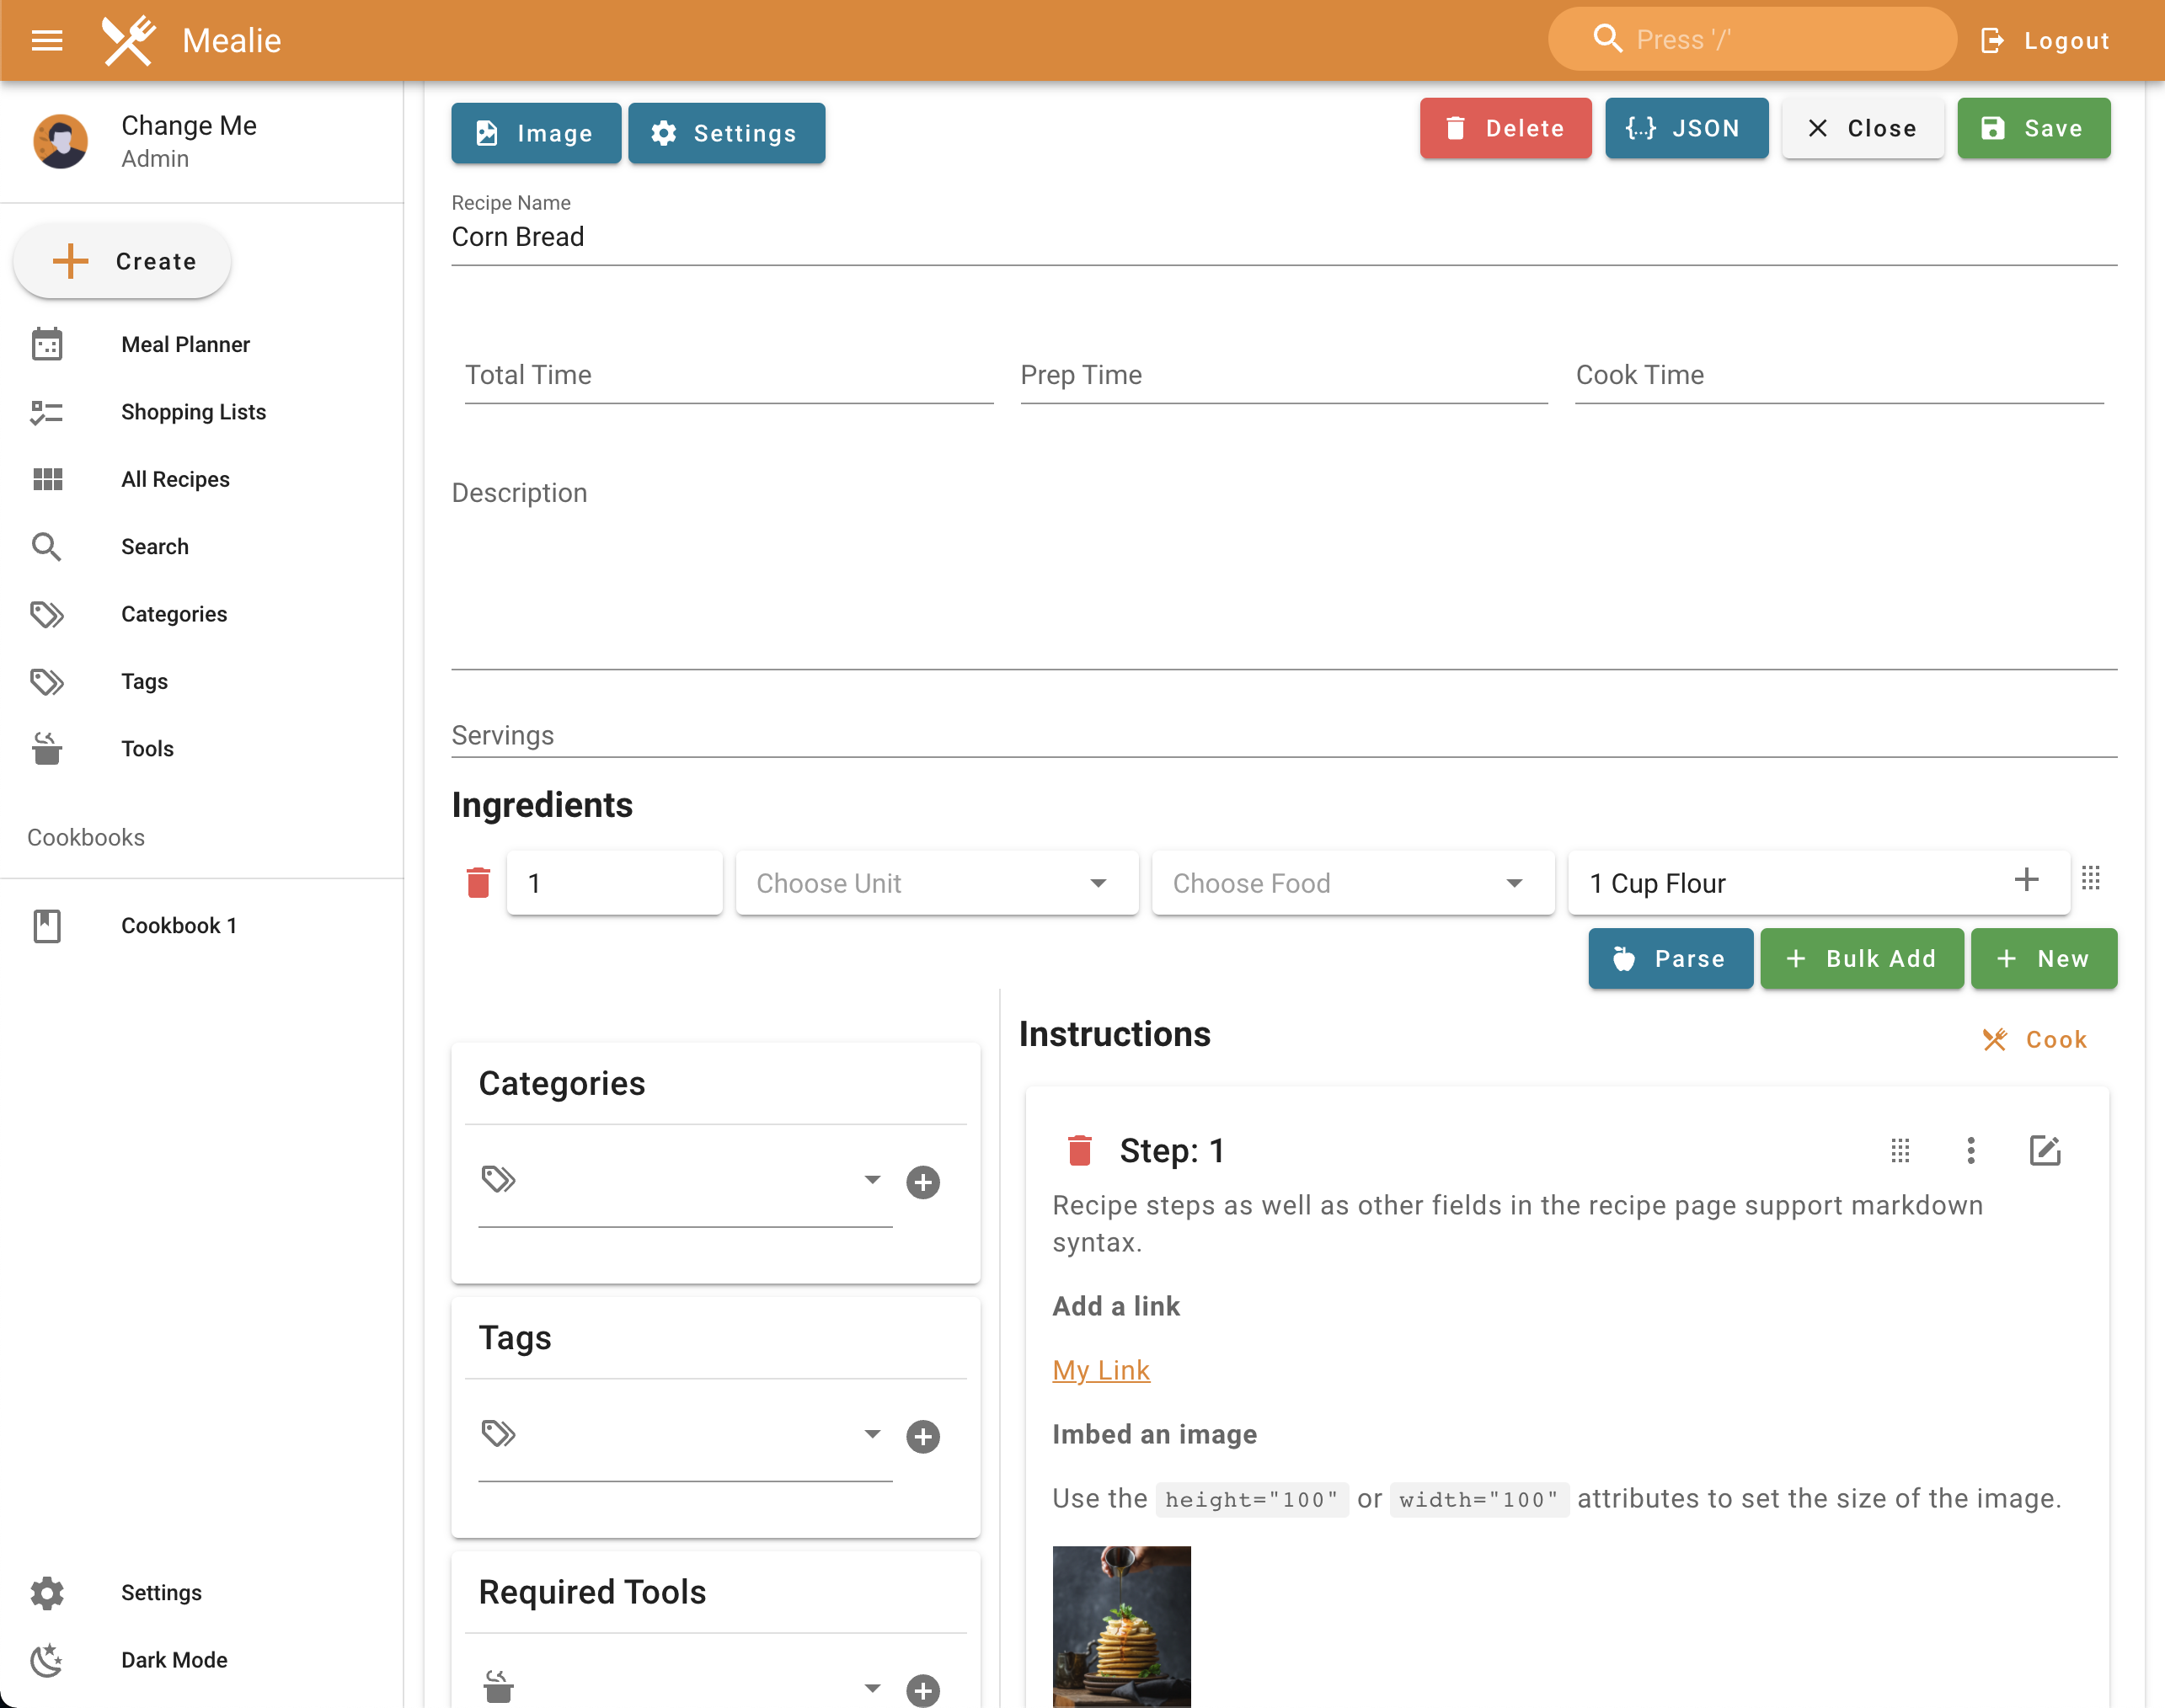 Mealie
Press '/'
Logout
Change Me
Admin
Create
Meal Planner
Shopping Lists
All Recipes
Search
Categories
Tags
Tools
Cookbooks
Cookbook 1
Settings
Dark Mode
Image
Settings
Delete
{...} JSON
Close
Save
Recipe Name
Corn Bread
Total Time
Prep Time
Cook Time
Description
Servings
Ingredients
1
Choose Unit
Choose Food
1 Cup Flour
Parse
Bulk Add
New
Categories
Tags
Required Tools
Instructions
Cook
Step: 1
Recipe steps as well as other fields in the recipe page support markdown
syntax.
Add a link
My Link
Imbed an image
Use the height="100" or width="100" attributes to set the size of the image.